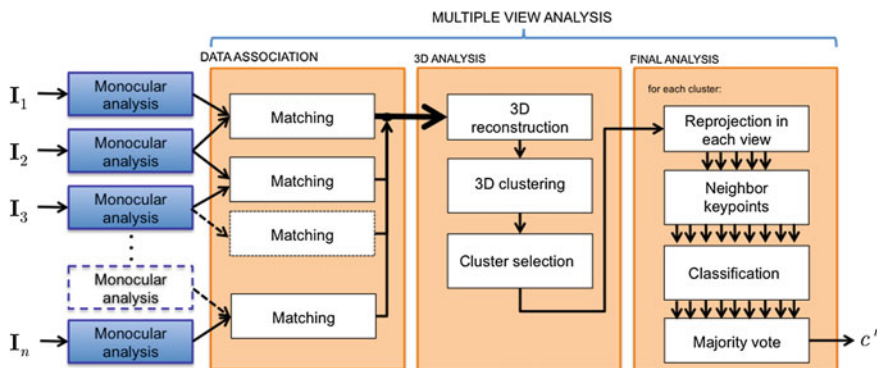 MULTIPLE VIEW ANALYSIS
DATA ASSOCIATION
3D ANALYSIS
FINAL ANALYSIS
I1
Monocular
analysis
I2
Monocular
analysis
I3
Monocular
analysis
Monocular
analysis
In
Monocular
analysis
Matching
Matching
Matching
Matching
3D
reconstruction
3D clustering
Cluster selection
for each cluster:
Reprojection in
each view
Neighbor
keypoints
Classification
Majority vote
c'